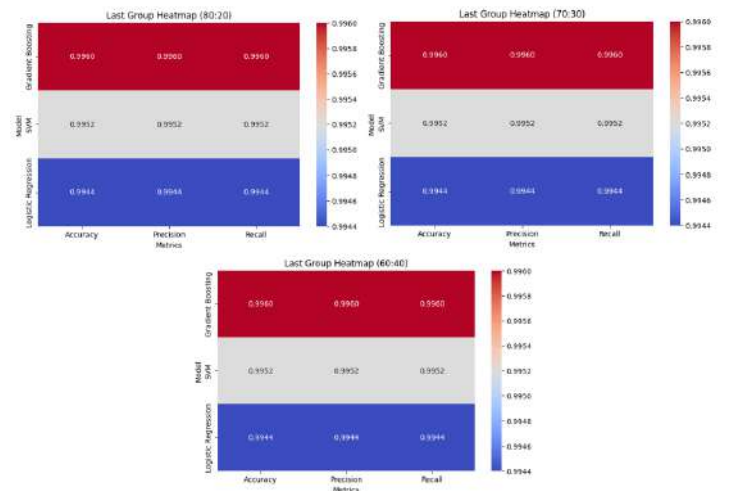 Last Group Heatmap (80:20)
Gradient Boosting
0.9960 0.9960 0.9960
Model
SVM
0.9952 0.9952 0.9952
Logistic Regression
0.9944 0.9944 0.9944
Accuracy Precision Recall
Metrics
0.9960
0.9958
0.9956
0.9954
0.9952
0.9950
0.9948
0.9946
0.9944
Last Group Heatmap (70:30)
Gradient Boosting
0.9960 0.9960 0.9960
Model
SVM
0.9952 0.9952 0.9952
Logistic Regression
0.9944 0.9944 0.9944
Accuracy Precision Recall
Metrics
0.9960
0.9958
0.9956
0.9954
0.9952
0.9950
0.9948
0.9946
0.9944
Last Group Heatmap (60:40)
Gradient Boosting
0.9960 0.9960 0.9960
Model
SVM
0.9952 0.9952 0.9952
Logistic Regression
0.9944 0.9944 0.9944
Accuracy Precision Recall
Metrics
0.9960
0.9958
0.9956
0.9954
0.9952
0.9950
0.9948
0.9946
0.9944